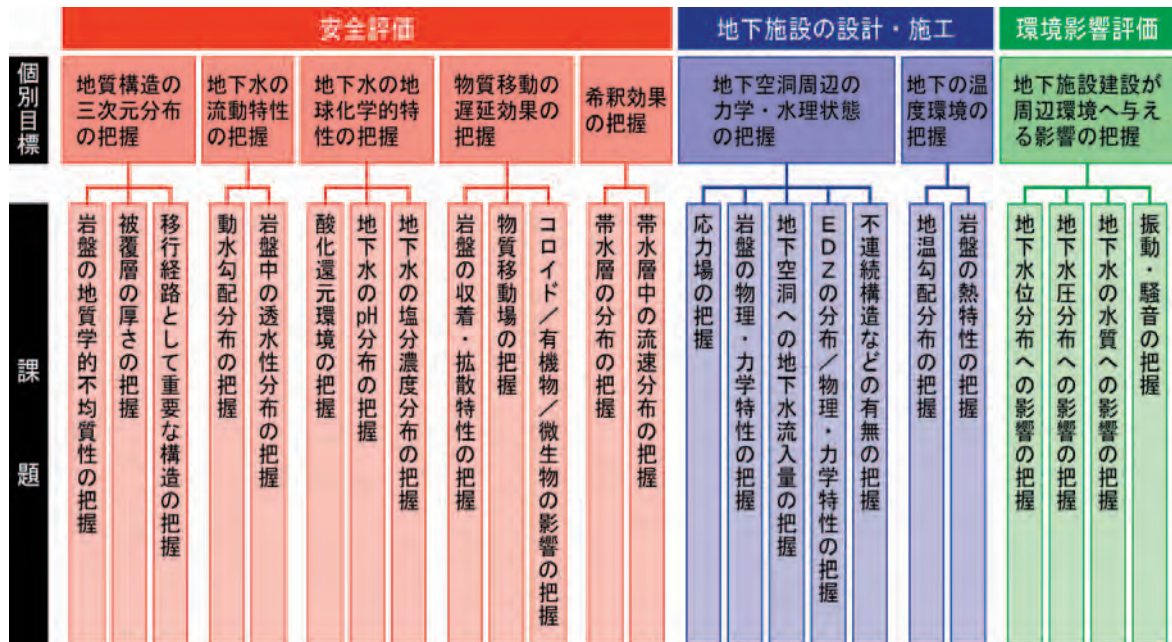 安全評価
地下施設の設計・施工
環境影響評価
個別目標
地質構造の
三次元分布
の把握
地下水の
流動特性
の把握
地下水の地
球化学的特
性の把握
物質移動の
遅延効果の
把握
希釈効果
の把握
地下空洞周辺の
力学・水理状態
の把握
地下の温
度環境の
把握
地下施設建設が
周辺環境へ与え
る影響の把握
課題
岩盤の地質学的不均質性の把握
被覆層の厚さの把握
移行経路として重要な構造の把握
動水勾配分布の把握
岩盤中の透水性分布の把握
酸化還元環境の把握
地下水のpH分布の把握
地下水の塩分濃度分布の把握
岩盤の収着・拡散特性の把握
物質移動場の把握
コロイド/有機物/微生物の影響の把握
帯水層の分布の把握
帯水層中の流速分布の把握
応力場の把握
岩盤の物理・力学特性の把握
地下空洞への地下水流入量の把握
EDZの分布/物理・力学特性の把握
不連続構造などの有無の把握
地温勾配分布の把握
岩盤の熱特性の把握
地下水位分布への影響の把握
地下水圧分布への影響の把握
地下水の水質への影響の把握
振動・騒音の把握